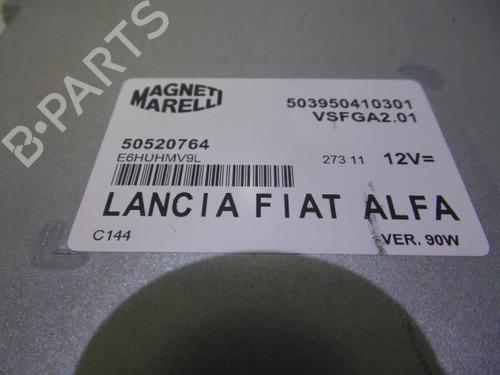 MAGNETI
MARELLI
503950410301
VSFGA2.01
50520764
E6HUHMV9L
273 11
12V=
LANCIA FIAT ALFA
C144
VER. 90W
B-PARTS